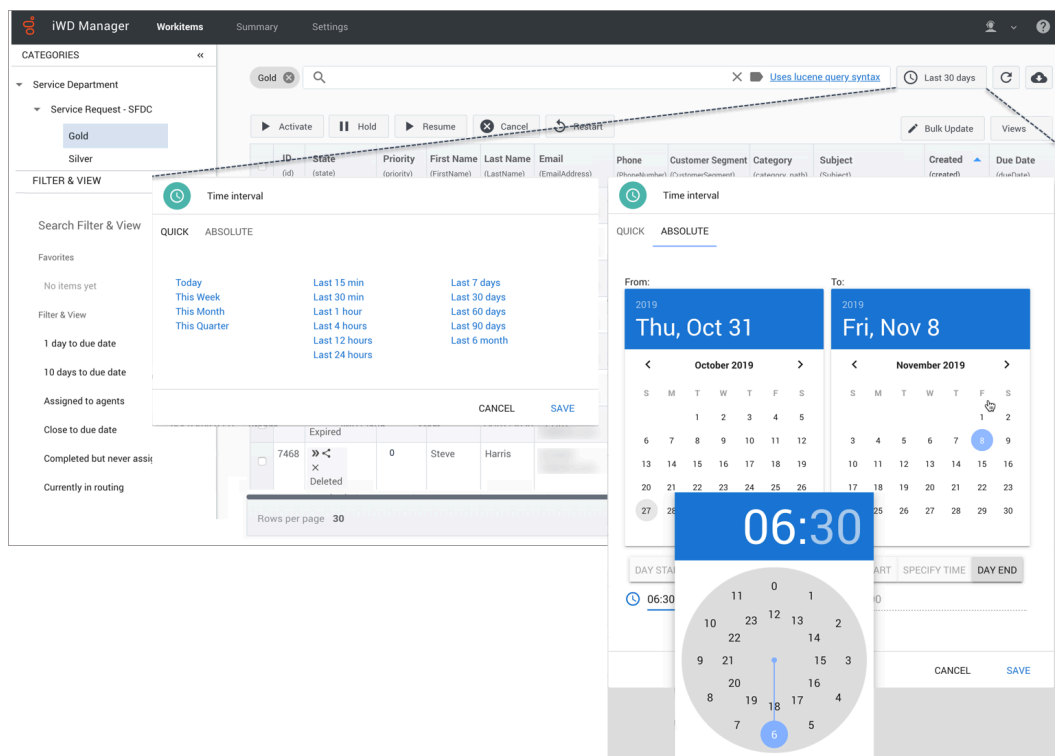 iWD Manager Workitems Summary Settings
CATEGORIES «
Service Department
Service Request - SFDC
Gold
Silver
FILTER & VIEW
Search Filter & View
Favorites
No items yet
Filter & View
1 day to due date
10 days to due date
Assigned to agents
Close to due date
Completed but never assig
Currently in routing
Gold Uses lucene query syntax Last 30 days
Activate Hold Resume Cancel Restart Bulk Update Views
ID State Priority First Name Last Name Email Phone Customer Segment Category Subject Created Due Date
(id) (state) (priority) (FirstName) (LastName) (EmailAddress) (PhoneNumber) (CustomerSegment) (category_path) (Subject) (created) (dueDate)
Time interval
QUICK ABSOLUTE
Today Last 15 min Last 7 days
This Week Last 30 min Last 30 days
This Month Last 1 hour Last 60 days
This Quarter Last 4 hours Last 90 days
Last 12 hours Last 6 month
Last 24 hours
CANCEL SAVE
Expired
7468 0 Steve Harris
Deleted
Rows per page 30
Time interval
QUICK ABSOLUTE
From: To:
2019 2019
Thu, Oct 31 Fri, Nov 8
October 2019 November 2019
S M T W T F S S M T W T F S
1 2 3 4 5 1 2
6 7 8 9 10 11 12 3 4 5 6 7 8 9
13 14 15 16 17 18 19 10 11 12 13 14 15 16
20 21 22 23 24 25 26 17 18 19 20 21 22 23
27 28 25 26 27 28 29 30
DAY STA ART SPECIFY TIME DAY END
06:30
06:30
0
11 1
12
23 13
10 2
22 14
9 21 15 3
20 16
8 19 17 4
18
7 5
6
CANCEL SAVE